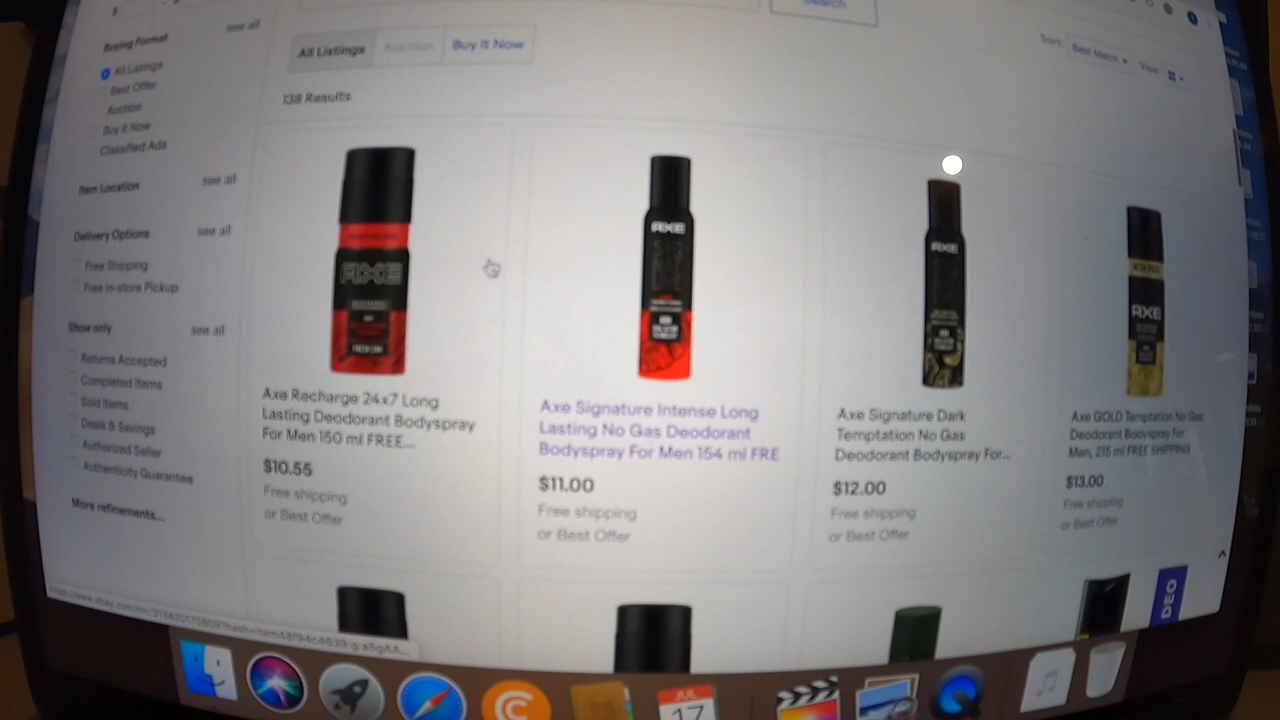 Search
see all
Buying Format
All Listings
Best Offer
Auction
Buy It Now
Classified Ads
Item Location
see all
Delivery Options
see all
Free Shipping
Free In-store Pickup
Show only
see all
Returns Accepted
Completed Items
Sold Items
Deals & Savings
Authorized Seller
Authenticity Guarantee
More refinements...
All Listings
Auction
Buy It Now
Sort:
Best Match
View:
138 Results
AXE
AXE
AXE
AXE
Axe Recharge 24x7 Long
Lasting Deodorant Bodyspray
For Men 150 ml FREE...
$10.55
Free shipping
or Best Offer
Axe Signature Intense Long
Lasting No Gas Deodorant
Bodyspray For Men 154 ml FRE
$11.00
Free shipping
or Best Offer
Axe Signature Dark
Temptation No Gas
Deodorant Bodyspray For...
$12.00
Free shipping
or Best Offer
Axe GOLD Temptation No Gas
Deodorant Bodyspray For
Men, 215 ml FREE SHIPPING
$13.00
Free shipping
or Best Offer
DEO
JUL
17